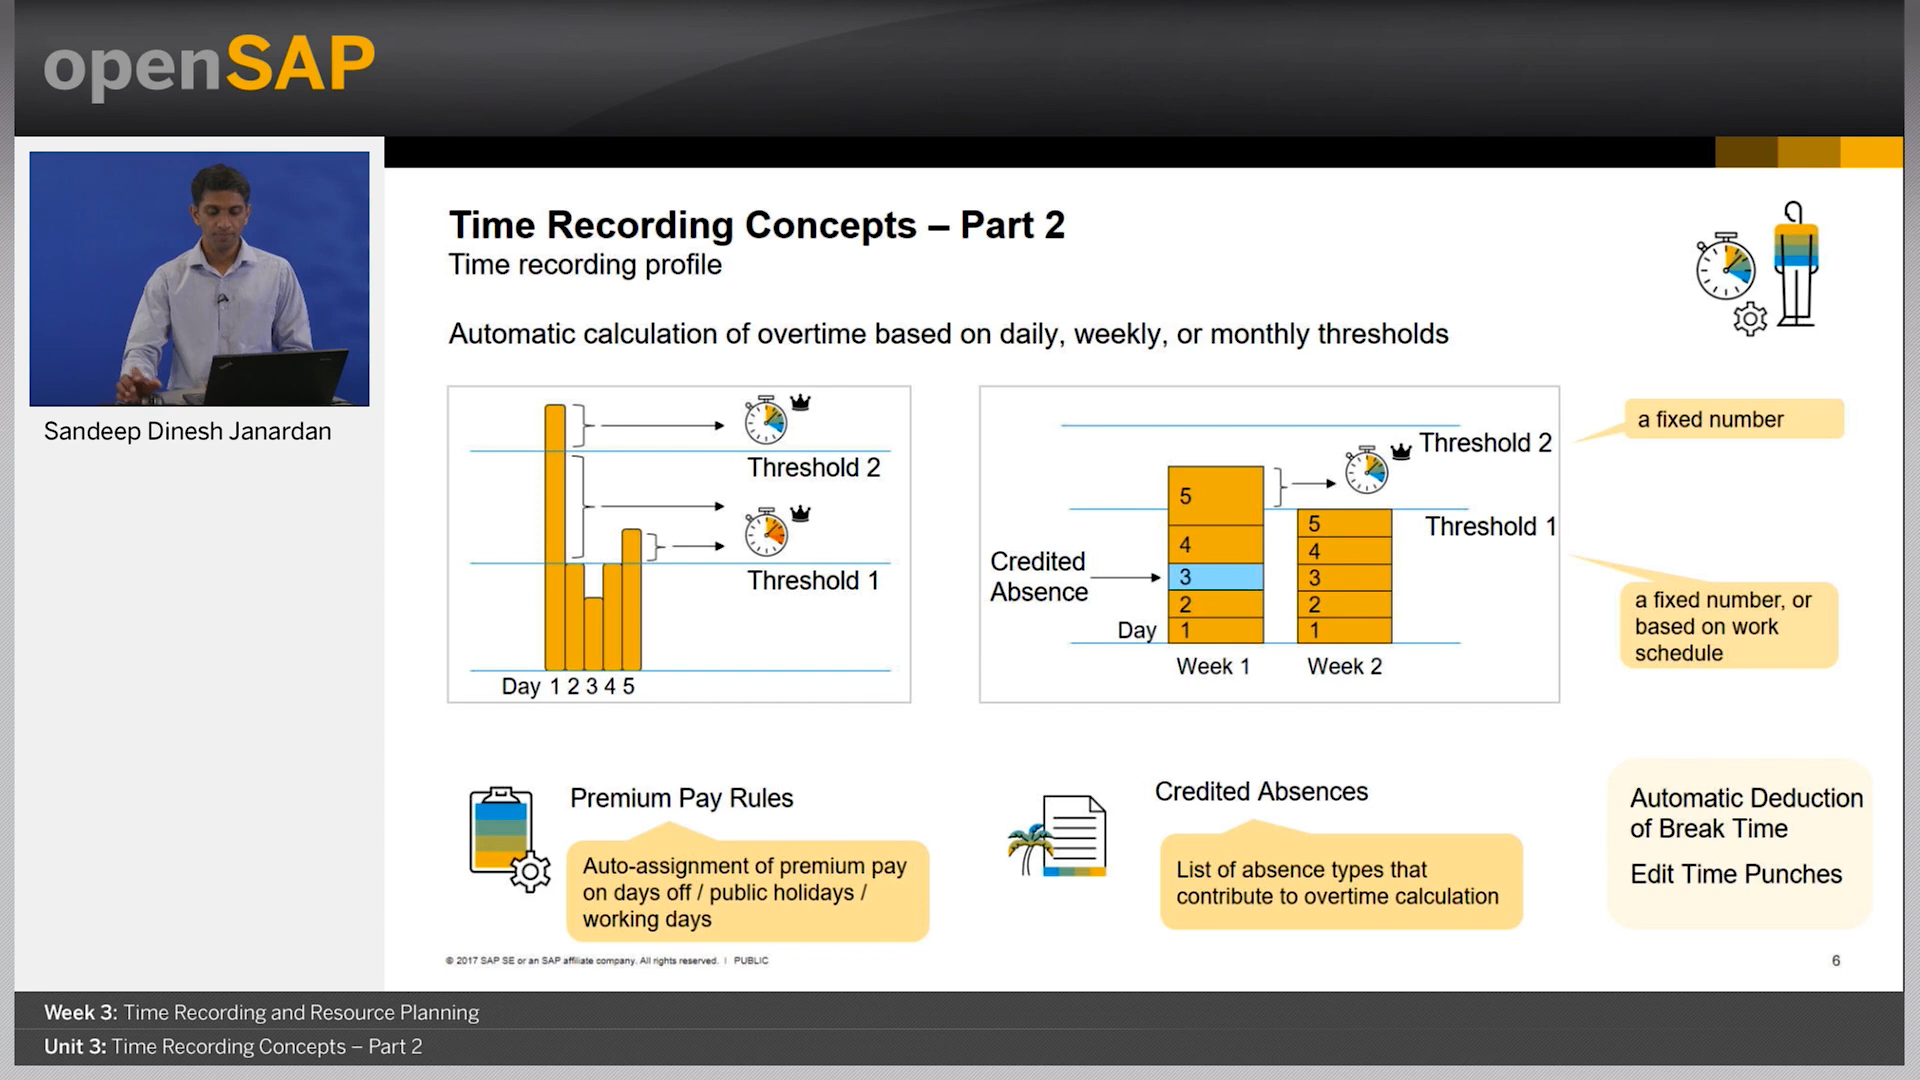 openSAP
Sandeep Dinesh Janardan
Time Recording Concepts – Part 2
Time recording profile
Automatic calculation of overtime based on daily, weekly, or monthly thresholds
Threshold 2
Threshold 1
Day 1 2 3 4 5
Threshold 2
Threshold 1
Credited
Absence
Day
5
4
3
2
1
5
4
3
2
1
Week 1
Week 2
a fixed number
a fixed number, or
based on work
schedule
Premium Pay Rules
Auto-assignment of premium pay
on days off / public holidays /
working days
Credited Absences
List of absence types that
contribute to overtime calculation
Automatic Deduction
of Break Time
Edit Time Punches
© 2017 SAP SE or an SAP affiliate company. All rights reserved. | PUBLIC
6
Week 3: Time Recording and Resource Planning
Unit 3: Time Recording Concepts – Part 2